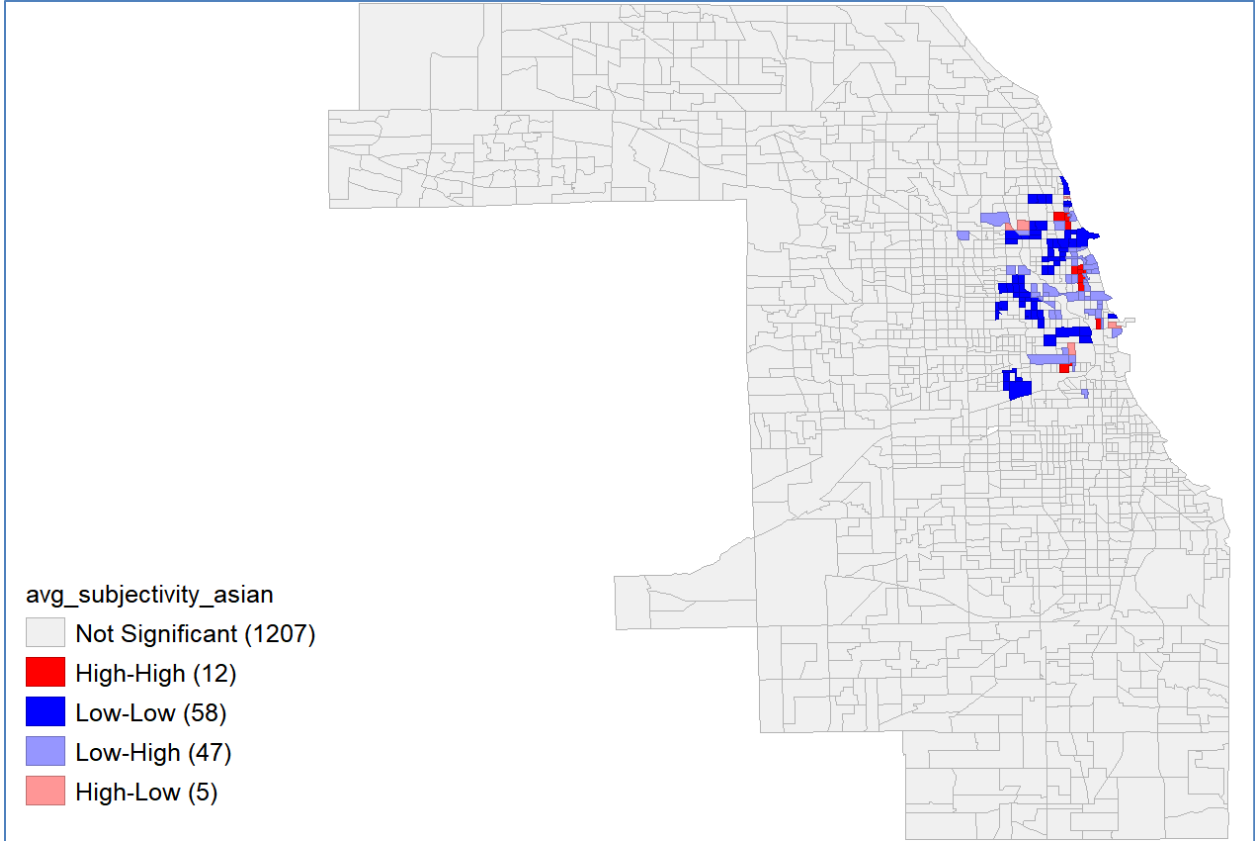 avg_subjectivity_asian
Not Significant (1207)
High-High (12)
Low-Low (58)
Low-High (47)
High-Low (5)